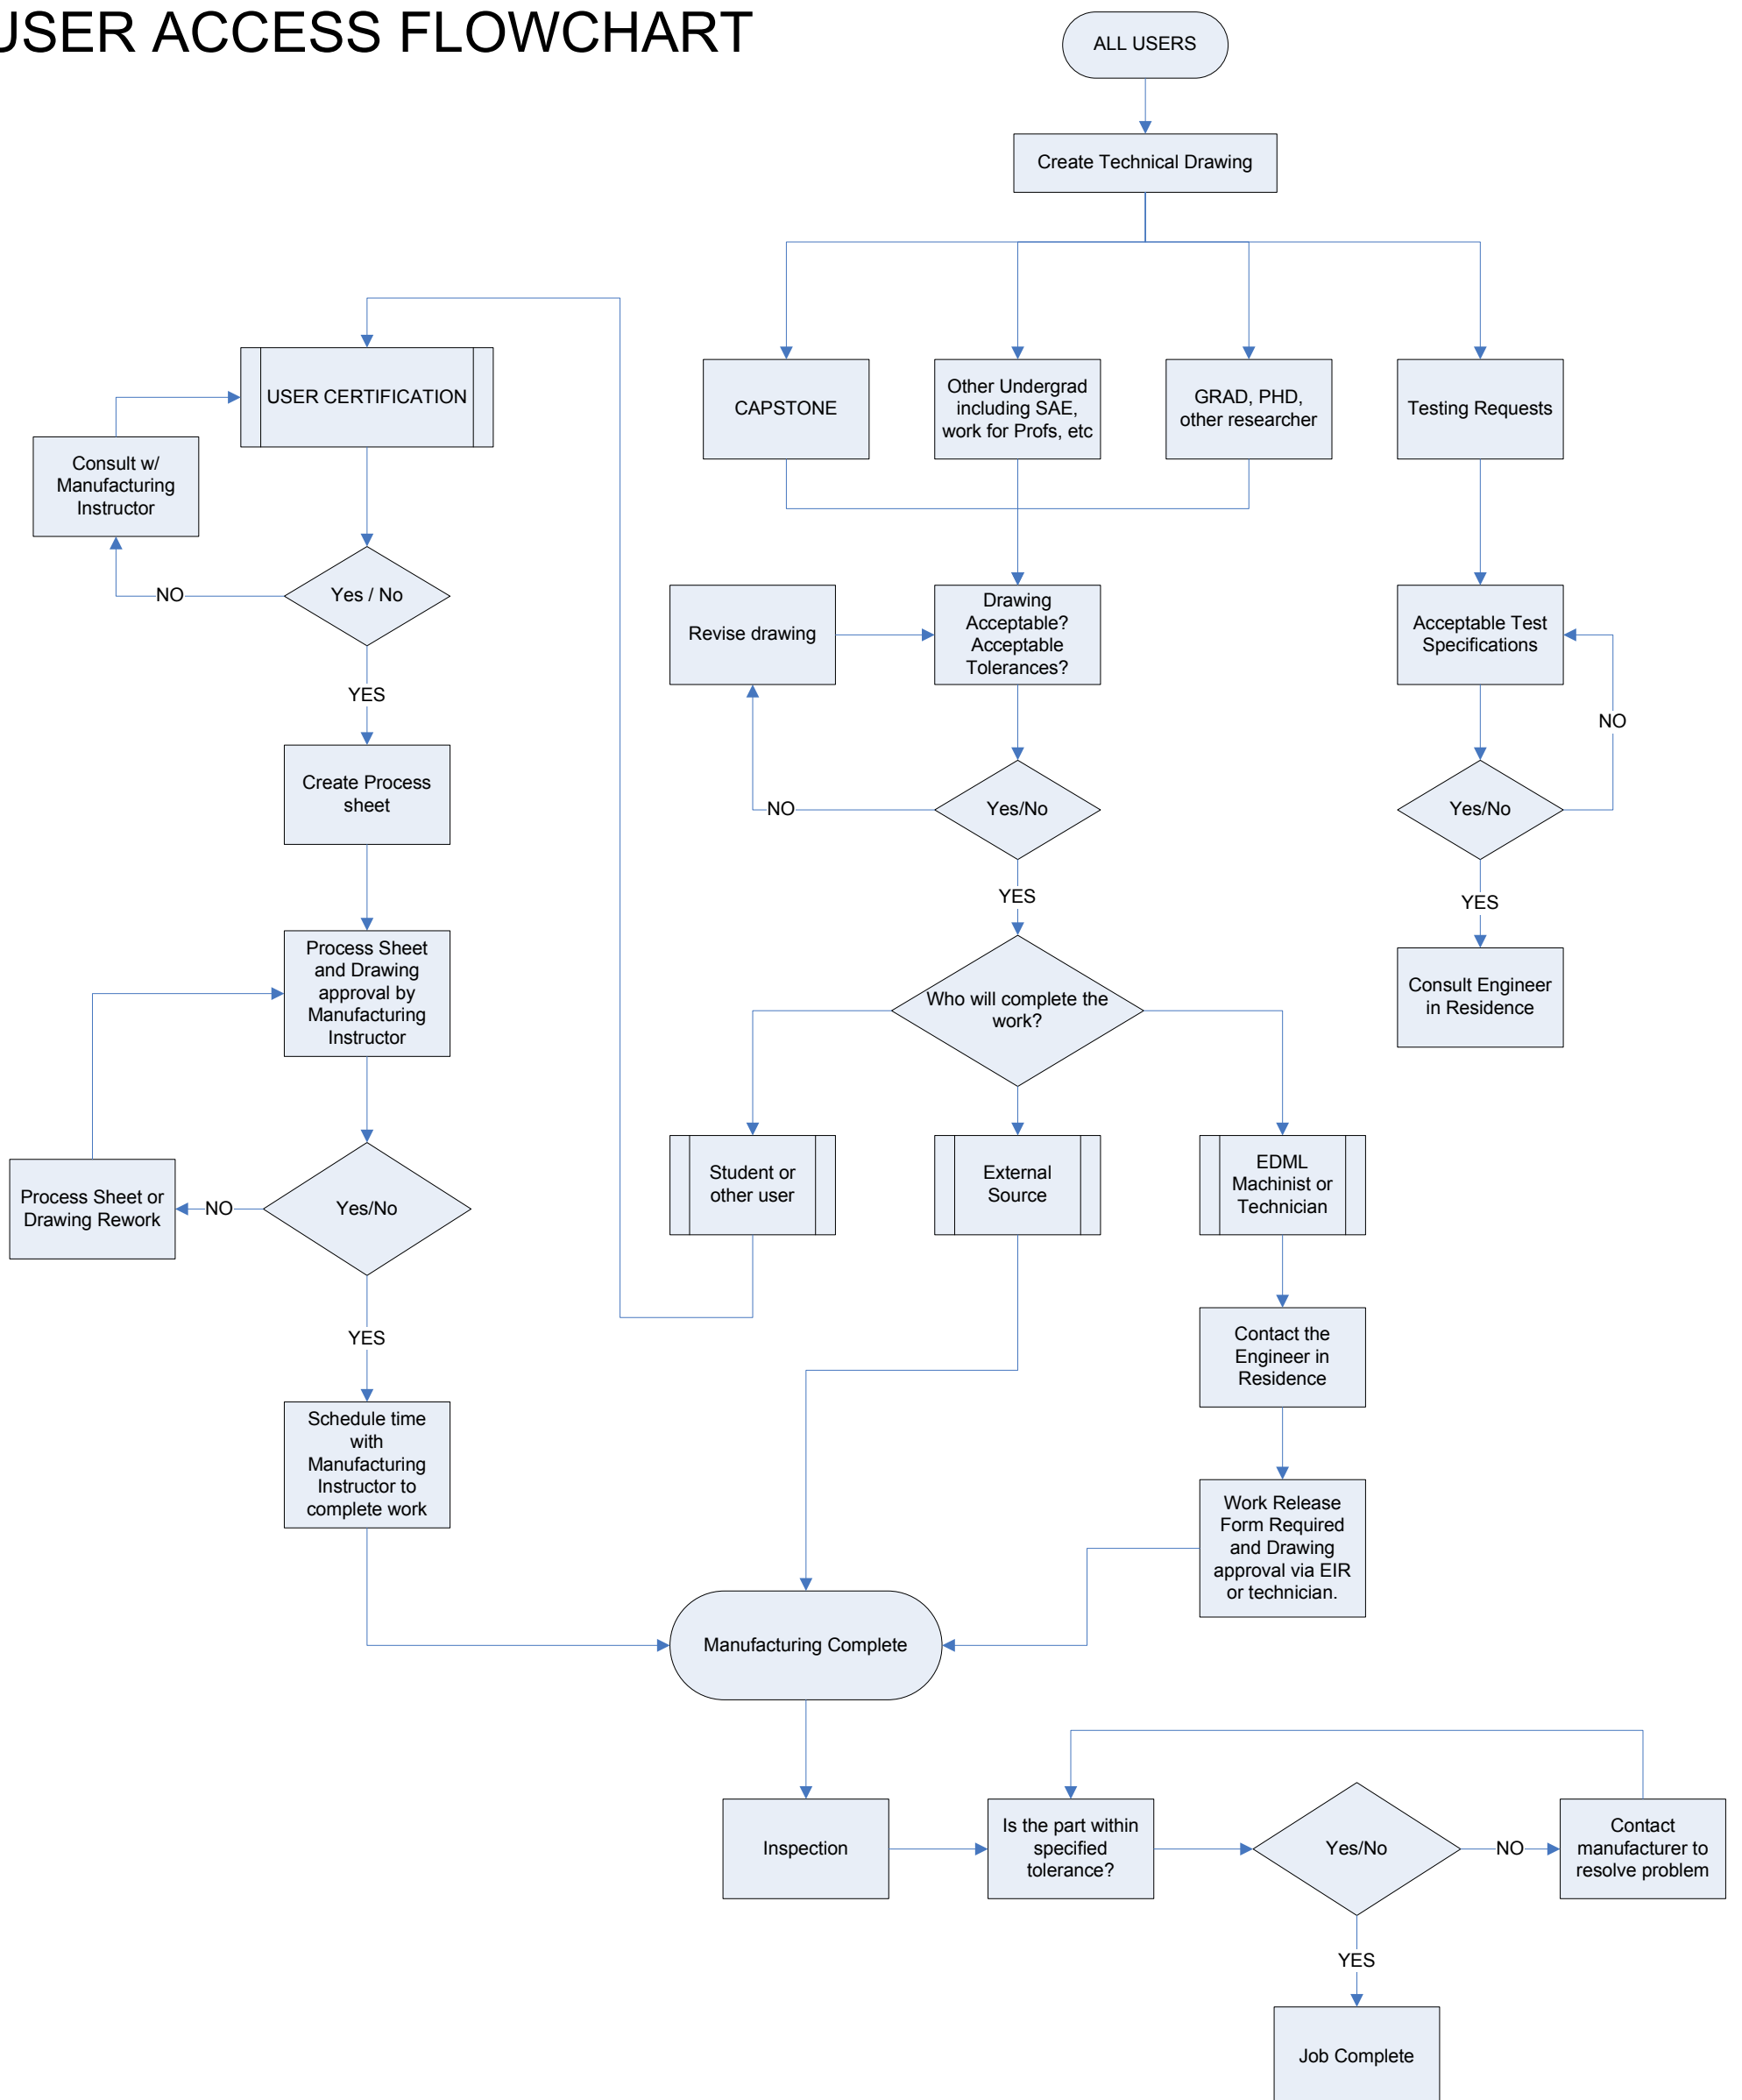 USER ACCESS FLOWCHART
ALL USERS
Create Technical Drawing
CAPSTONE
Other Undergrad
including SAE,
work for Profs, etc
GRAD, PHD,
other researcher
Testing Requests
USER CERTIFICATION
Consult w/
Manufacturing
Instructor
Yes / No
NO
YES
Create Process
sheet
Process Sheet
and Drawing
approval by
Manufacturing
Instructor
Yes/No
NO
Process Sheet or
Drawing Rework
YES
Schedule time
with
Manufacturing
Instructor to
complete work
Revise drawing
Drawing
Acceptable?
Acceptable
Tolerances?
Yes/No
NO
YES
Who will complete the
work?
Student or
other user
External
Source
EDML
Machinist or
Technician
Contact the
Engineer in
Residence
Work Release
Form Required
and Drawing
approval via EIR
or technician.
Acceptable Test
Specifications
NO
Yes/No
YES
Consult Engineer
in Residence
Manufacturing Complete
Inspection
Is the part within
specified
tolerance?
Yes/No
NO
Contact
manufacturer to
resolve problem
YES
Job Complete